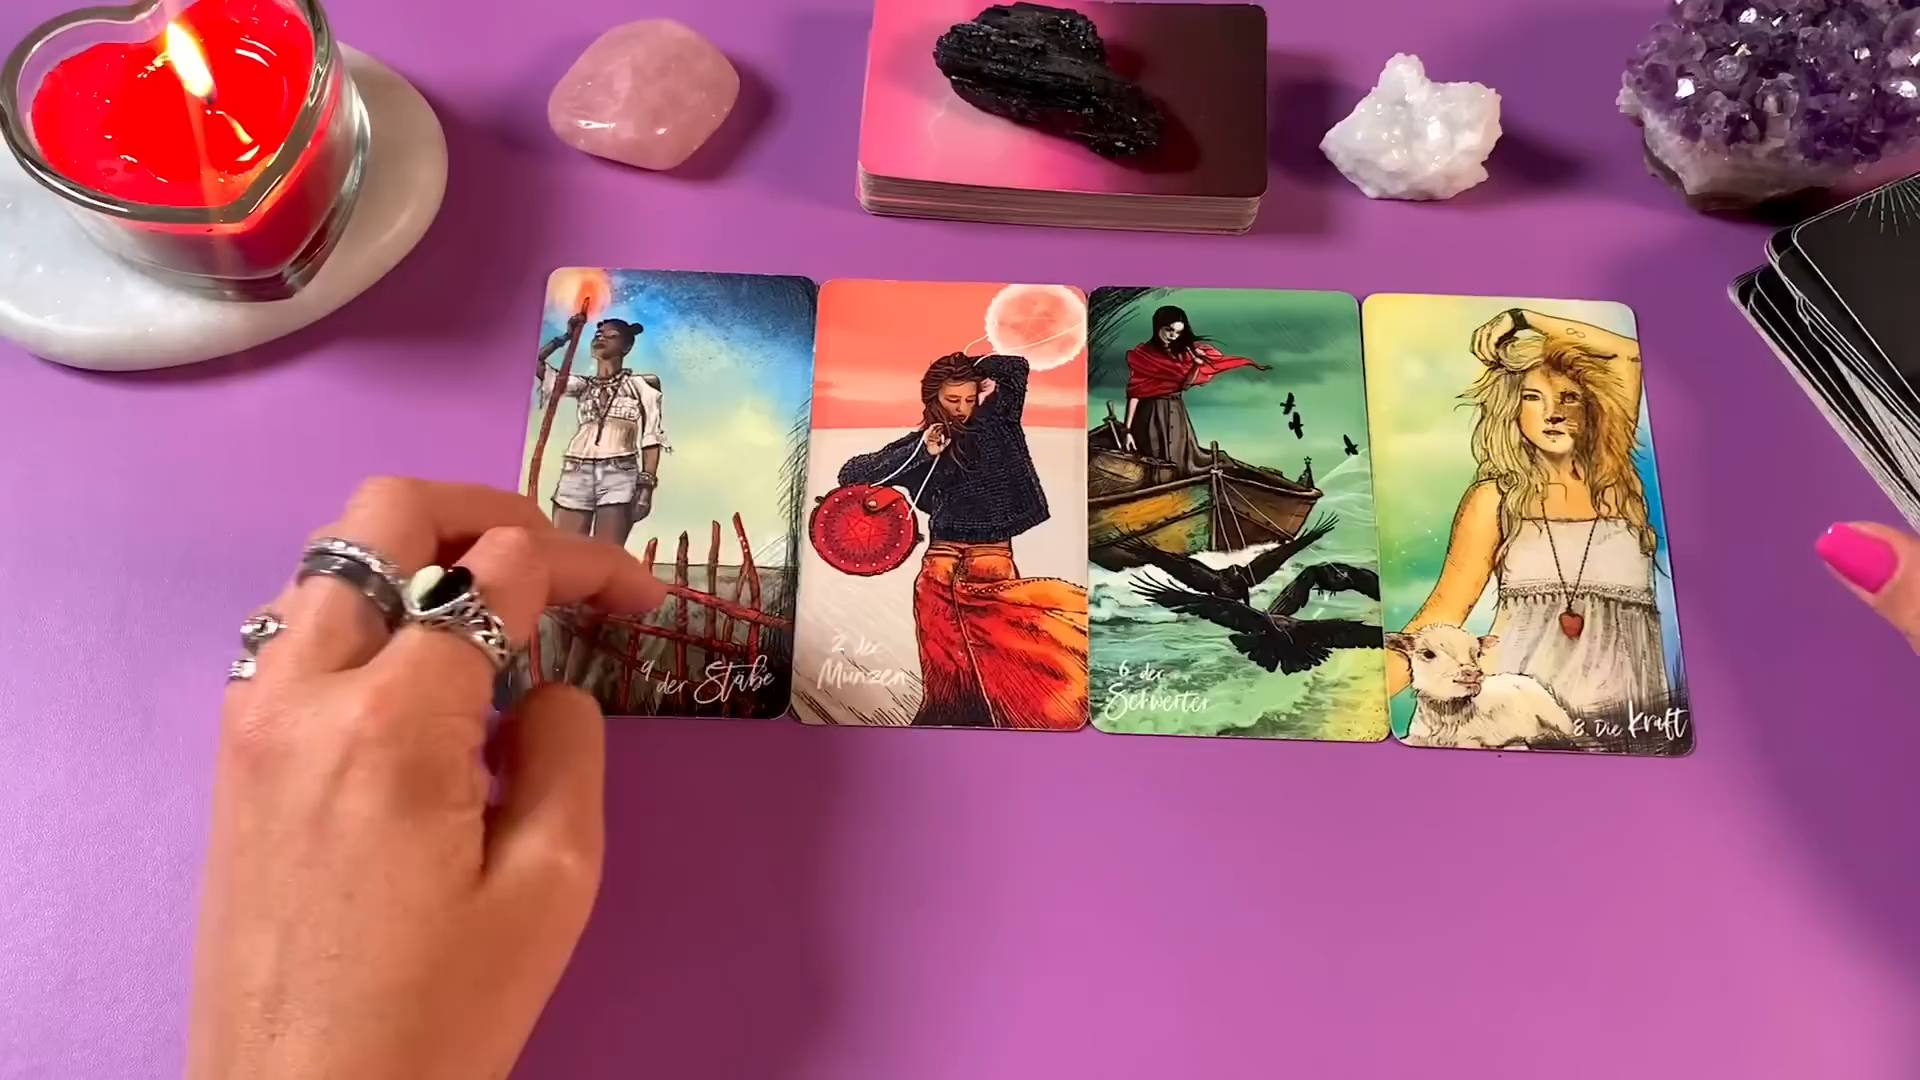 9
der Stäbe
2 der
Münzen
6 der
Schwerter
8. Die Kraft